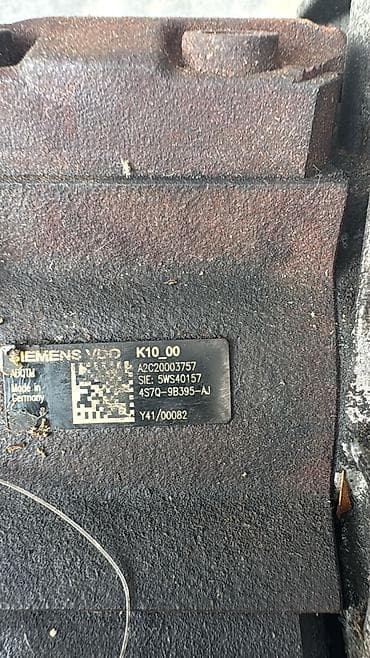 SIEMENS VDO K10_00
A2C20003757
SIE: 5WS40157
Made in
Germany
4S7Q-9B395-AJ
Y41/00082